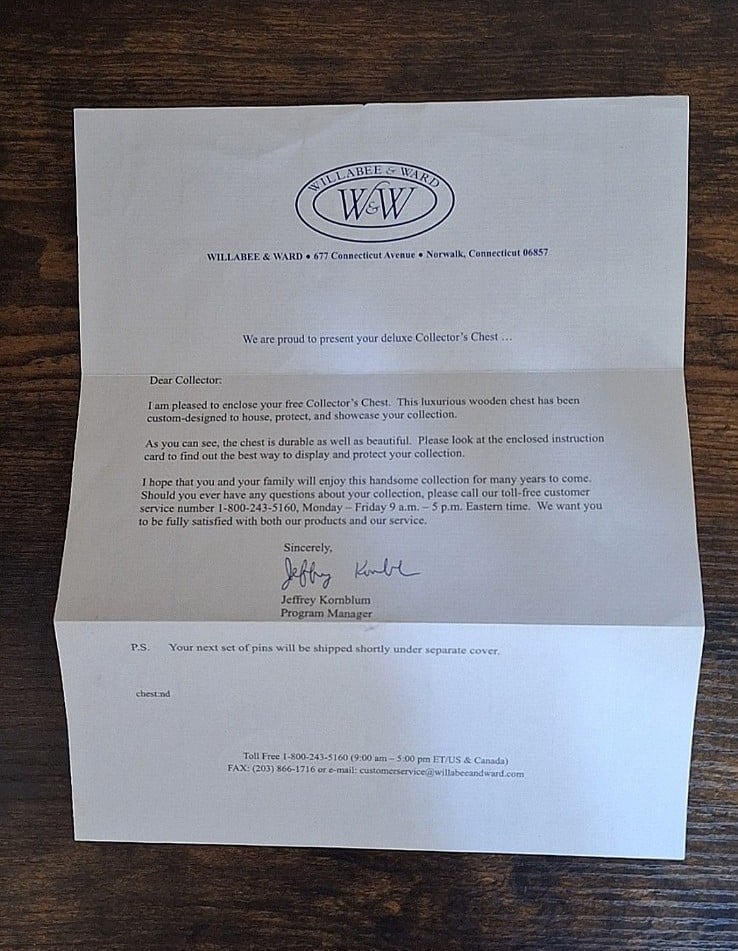 WILLABEE & WARD
W&W
WILLABEE & WARD • 677 Connecticut Avenue • Norwalk, Connecticut 06857
We are proud to present your deluxe Collector's Chest …
Dear Collector:
I am pleased to enclose your free Collector's Chest. This luxurious wooden chest has been
custom-designed to house, protect, and showcase your collection.
As you can see, the chest is durable as well as beautiful. Please look at the enclosed instruction
card to find out the best way to display and protect your collection.
I hope that you and your family will enjoy this handsome collection for many years to come.
Should you ever have any questions about your collection, please call our toll-free customer
service number 1-800-243-5160, Monday – Friday 9 a.m. – 5 p.m. Eastern time. We want you
to be fully satisfied with both our products and our service.
Sincerely,
Jeffrey Kornblum
Jeffrey Kornblum
Program Manager
P.S. Your next set of pins will be shipped shortly under separate cover.
chest:nd
Toll Free 1-800-243-5160 (9:00 am – 5:00 pm ET/US & Canada)
FAX: (203) 866-1716 or e-mail: customerservice@willabeeandward.com